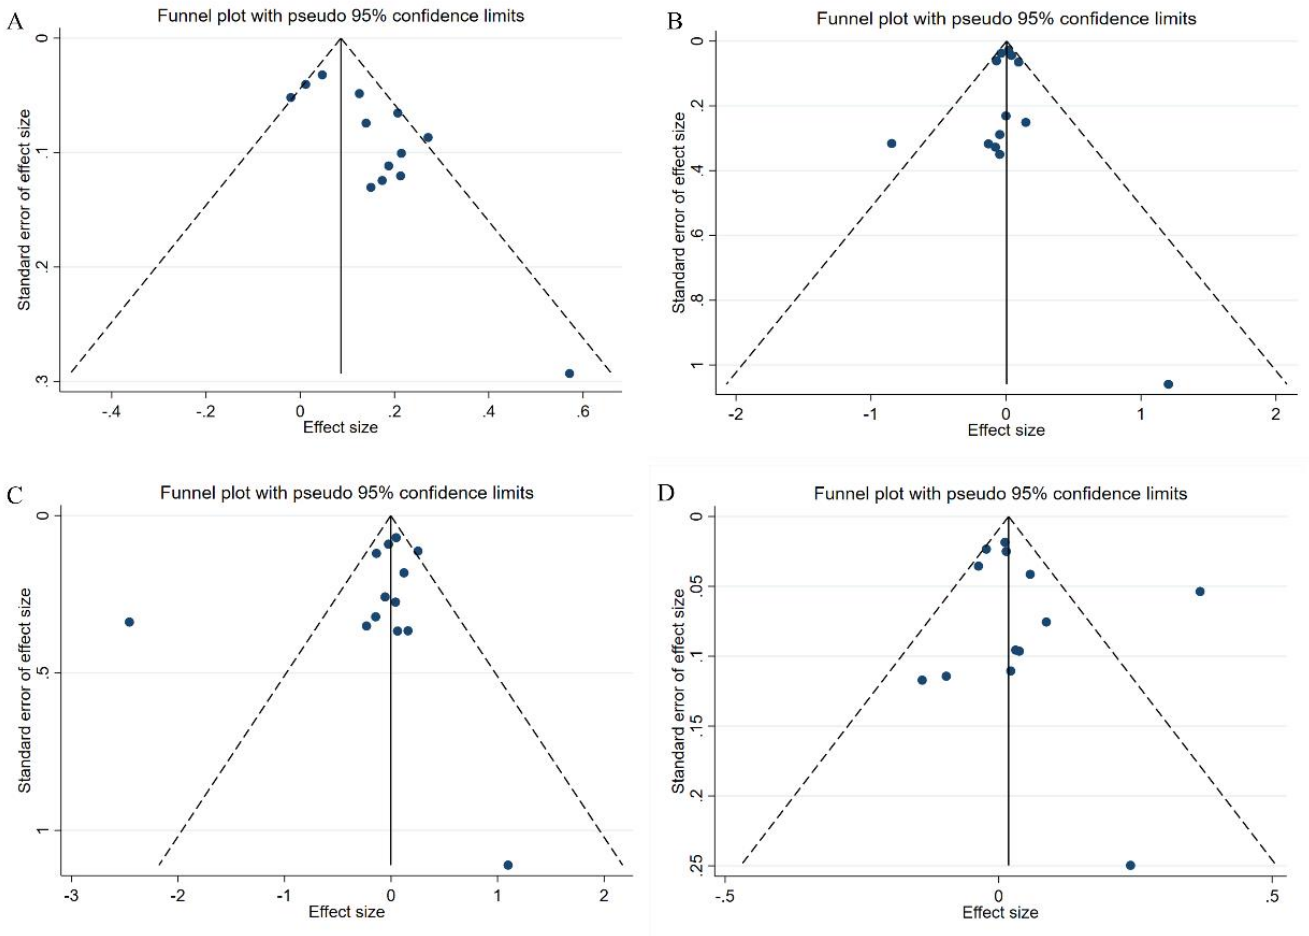 A
Funnel plot with pseudo 95% confidence limits
Standard error of effect size
0
.1
.2
.3
-.4
-.2
0
.2
.4
.6
Effect size
B
Funnel plot with pseudo 95% confidence limits
Standard error of effect size
0
.2
.4
.6
.8
1
-2
-1
0
1
2
Effect size
C
Funnel plot with pseudo 95% confidence limits
Standard error of effect size
0
.5
1
-3
-2
-1
0
1
2
Effect size
D
Funnel plot with pseudo 95% confidence limits
Standard error of effect size
0
.05
.1
.15
.2
.25
-.5
0
.5
Effect size